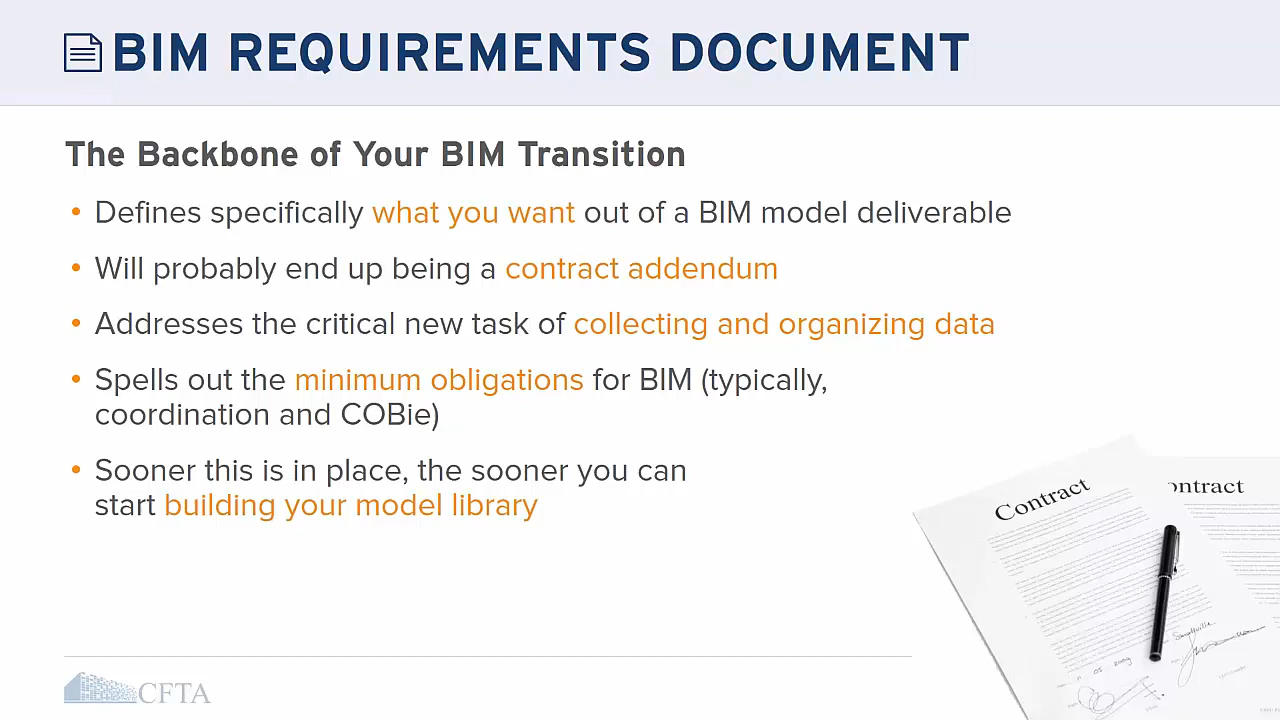 BIM REQUIREMENTS DOCUMENT
The Backbone of Your BIM Transition
• Defines specifically what you want out of a BIM model deliverable
• Will probably end up being a contract addendum
• Addresses the critical new task of collecting and organizing data
• Spells out the minimum obligations for BIM (typically,
coordination and COBie)
• Sooner this is in place, the sooner you can
start building your model library
Contract
ontract
CFTA